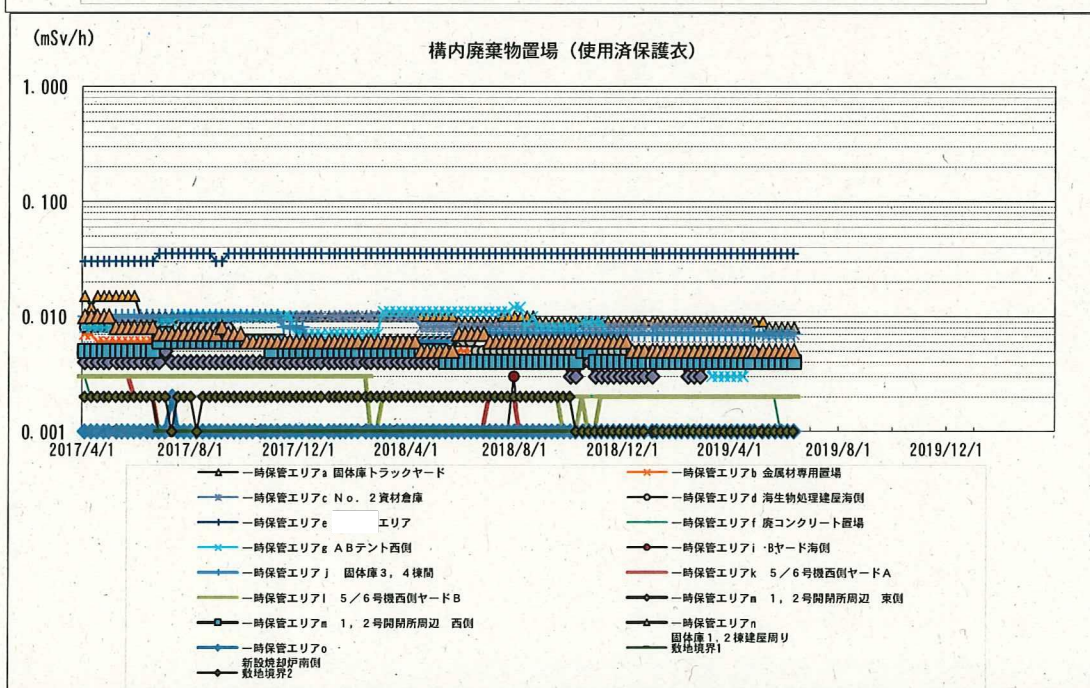 (mSv/h)
構内廃棄物置場（使用済保護衣）
1.000
0.100
0.010
0.001
2017/4/1 2017/8/1 2017/12/1 2018/4/1 2018/8/1 2018/12/1 2019/4/1 2019/8/1 2019/12/1
一時保管エリアa 固体庫トラックヤード
一時保管エリアb 金属材専用置場
一時保管エリアc No．２資材倉庫
一時保管エリアd 海生物処理建屋海側
一時保管エリアe エリア
一時保管エリアf 廃コンクリート置場
一時保管エリアg ＡＢテント西側
一時保管エリアi ・Bヤード海側
一時保管エリアj 固体庫３，４棟間
一時保管エリアk ５／６号機西側ヤードＡ
一時保管エリアl ５／６号機西側ヤードＢ
一時保管エリアm １，２号開閉所周辺 東側
一時保管エリアm １，２号開閉所周辺 西側
一時保管エリアn
固体庫１,２棟建屋周り
一時保管エリアo
敷地境界1
新設焼却炉南側
敷地境界2